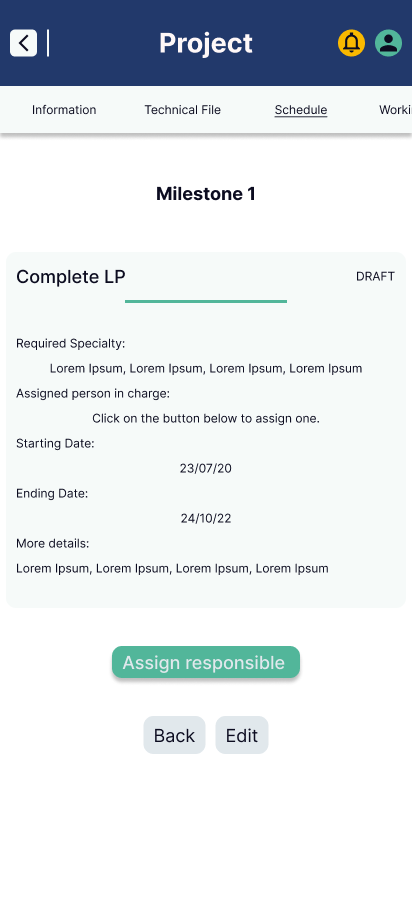 Project
Information Technical File Schedule Worki
Milestone 1
Complete LP DRAFT
Required Specialty:
Lorem Ipsum, Lorem Ipsum, Lorem Ipsum, Lorem Ipsum
Assigned person in charge:
Click on the button below to assign one.
Starting Date:
23/07/20
Ending Date:
24/10/22
More details:
Lorem Ipsum, Lorem Ipsum, Lorem Ipsum, Lorem Ipsum
Assign responsible
Back Edit